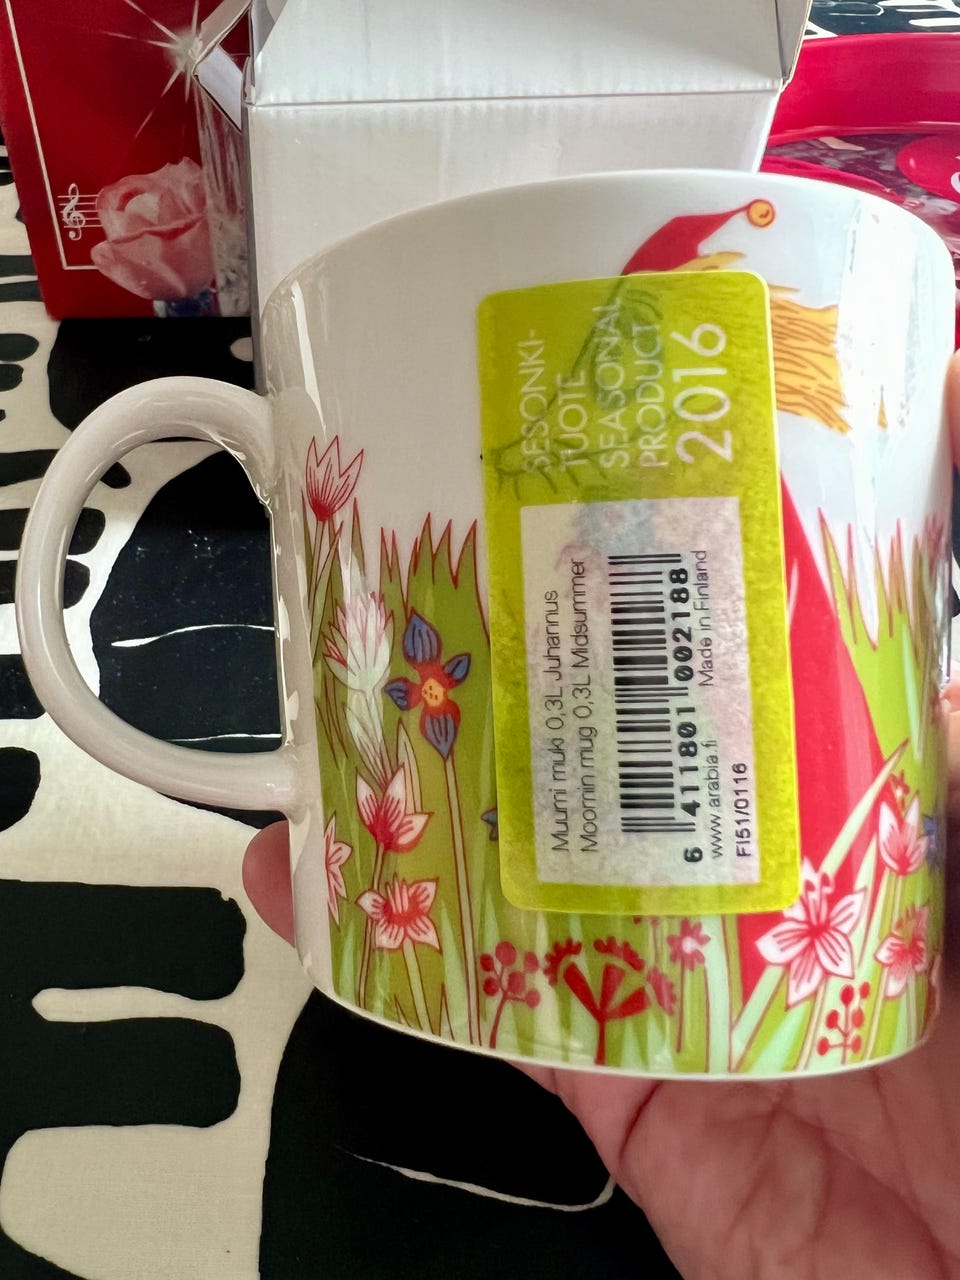 SESONKI-
TUOTE
SEASONAL
PRODUCT
2016
Muumi muki 0,3L Juhannus
Moomin mug 0,3L Midsummer
6 411801 002188
www.arabia.fi Made in Finland
FI51/0116